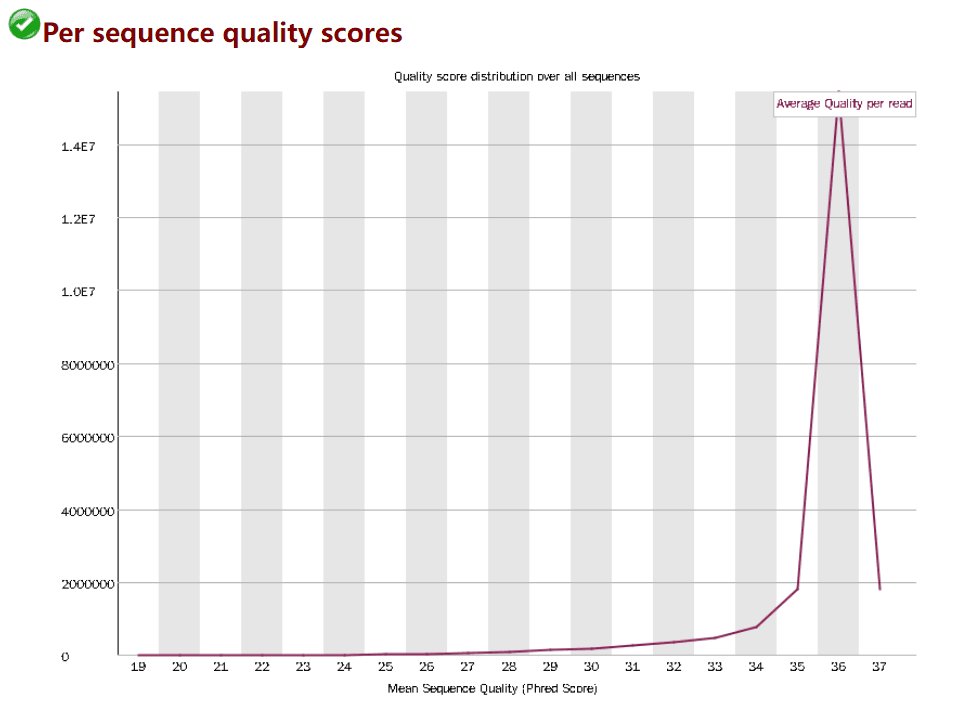 Per sequence quality scores
Quality score distribution over all sequences
Average Quality per read
1.4E7
1.2E7
1.0E7
8000000
6000000
4000000
2000000
0
19 20 21 22 23 24 25 26 27 28 29 30 31 32 33 34 35 36 37
Mean Sequence Quality (Phred Score)